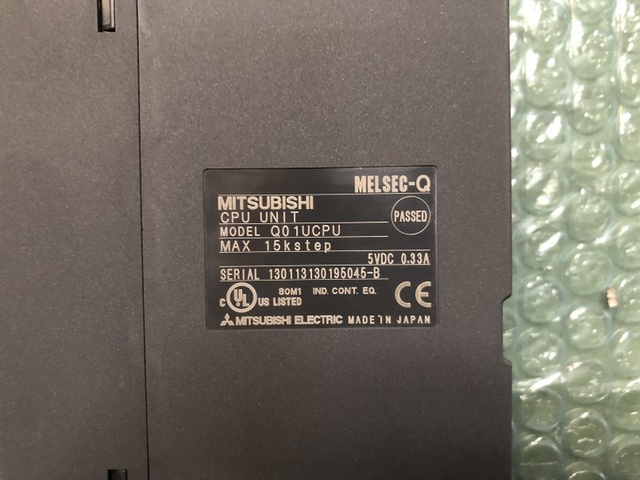 MELSEC-Q
MITSUBISHI
CPU UNIT
PASSED
MODEL Q01UCPU
MAX 15kstep
5VDC 0.33A
SERIAL 130113130195045-B
80M1 IND. CONT. EQ.
C UL US LISTED
CE
MITSUBISHI ELECTRIC MADE IN JAPAN